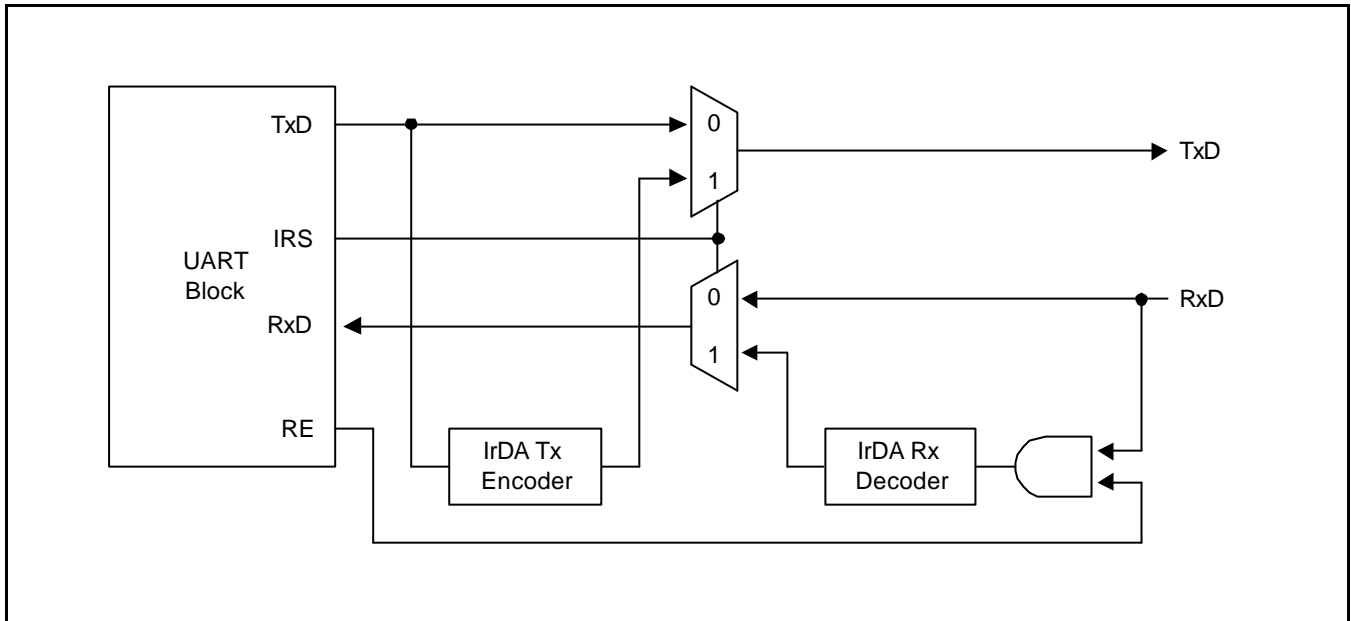 TxD
0
TxD
1
IRS
UART
Block
0
RxD
RxD
1
RE
IrDA Tx
Encoder
IrDA Rx
Decoder